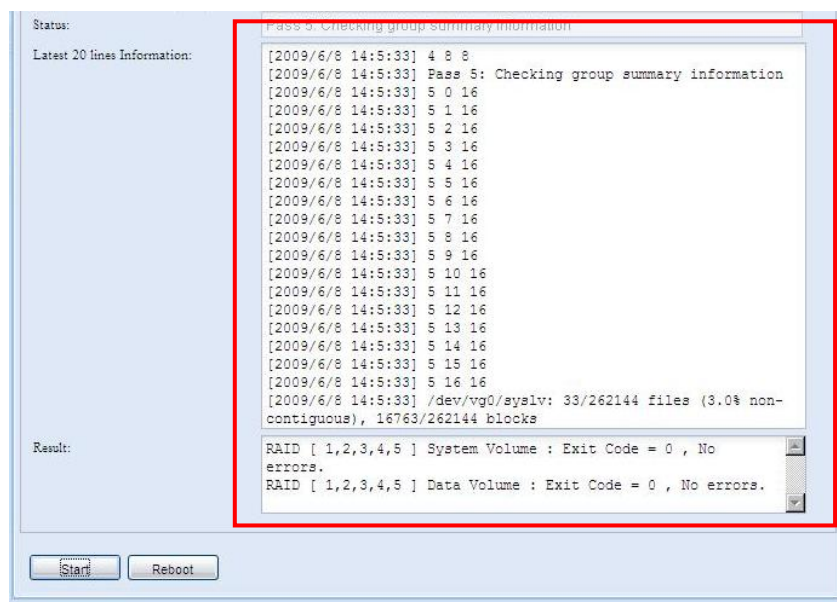 Status:
Pass 5: Checking group summary information
Latest 20 lines Information:
[2009/6/8 14:5:33] 4 8 8
[2009/6/8 14:5:33] Pass 5: Checking group summary information
[2009/6/8 14:5:33] 5 0 16
[2009/6/8 14:5:33] 5 1 16
[2009/6/8 14:5:33] 5 2 16
[2009/6/8 14:5:33] 5 3 16
[2009/6/8 14:5:33] 5 4 16
[2009/6/8 14:5:33] 5 5 16
[2009/6/8 14:5:33] 5 6 16
[2009/6/8 14:5:33] 5 7 16
[2009/6/8 14:5:33] 5 8 16
[2009/6/8 14:5:33] 5 9 16
[2009/6/8 14:5:33] 5 10 16
[2009/6/8 14:5:33] 5 11 16
[2009/6/8 14:5:33] 5 12 16
[2009/6/8 14:5:33] 5 13 16
[2009/6/8 14:5:33] 5 14 16
[2009/6/8 14:5:33] 5 15 16
[2009/6/8 14:5:33] 5 16 16
[2009/6/8 14:5:33] /dev/vg0/syslv: 33/262144 files (3.0% non-
contiguous), 16763/262144 blocks
Result:
RAID [ 1,2,3,4,5 ] System Volume : Exit Code = 0 , No
errors.
RAID [ 1,2,3,4,5 ] Data Volume : Exit Code = 0 , No errors.
Start
Reboot